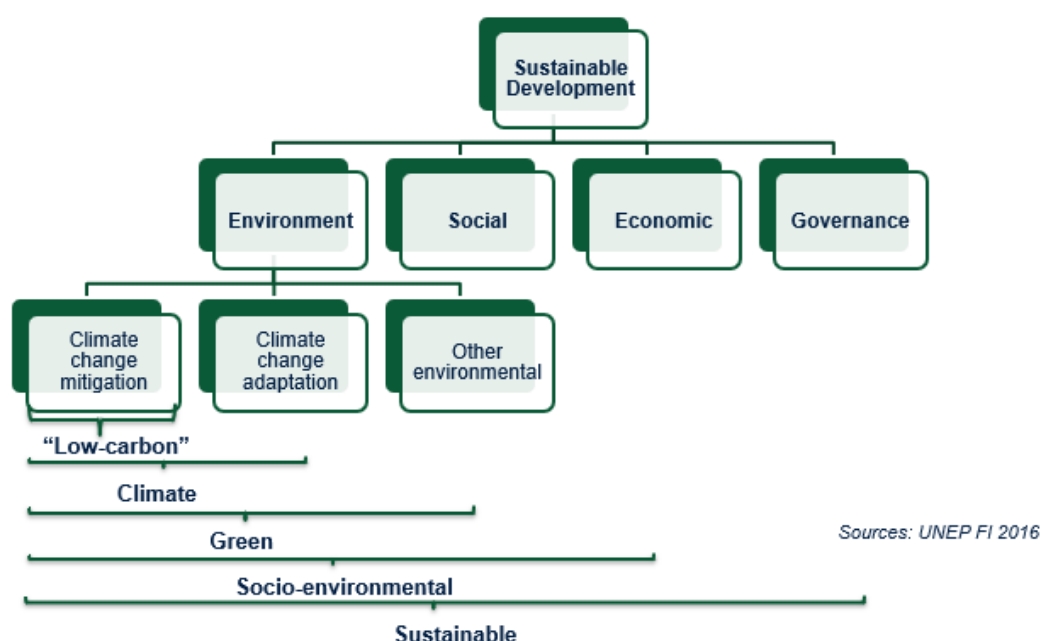 Sustainable
Development
Environment
Social
Economic
Governance
Climate
change
mitigation
Climate
change
adaptation
Other
environmental
“Low-carbon”
Climate
Green
Sources: UNEP FI 2016
Socio-environmental
Sustainable